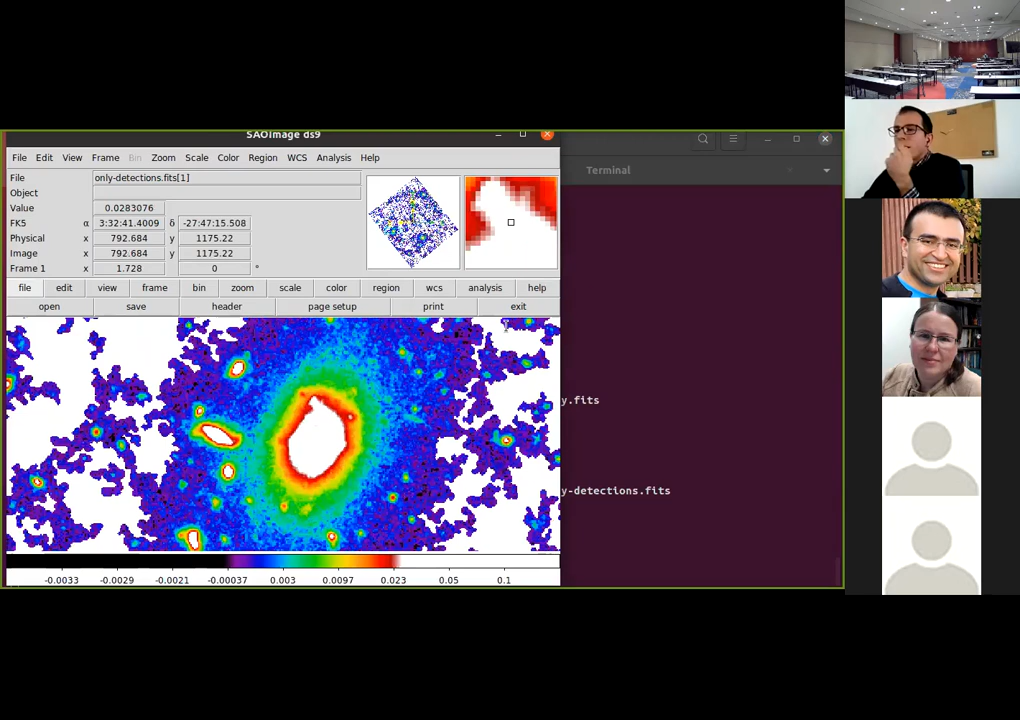 SAOImage ds9
File Edit View Frame Bin Zoom Scale Color Region WCS Analysis Help
File only-detections.fits[1]
Object
Value 0.0283076
FK5 α 3:32:41.4009 δ -27:47:15.508
Physical x 792.684 y 1175.22
Image x 792.684 y 1175.22
Frame 1 x 1.728 0 °
file edit view frame bin zoom scale color region wcs analysis help
open save header page setup print exit
-0.0033 -0.0029 -0.0021 -0.00037 0.003 0.0097 0.023 0.05 0.1
Terminal
y.fits
y-detections.fits